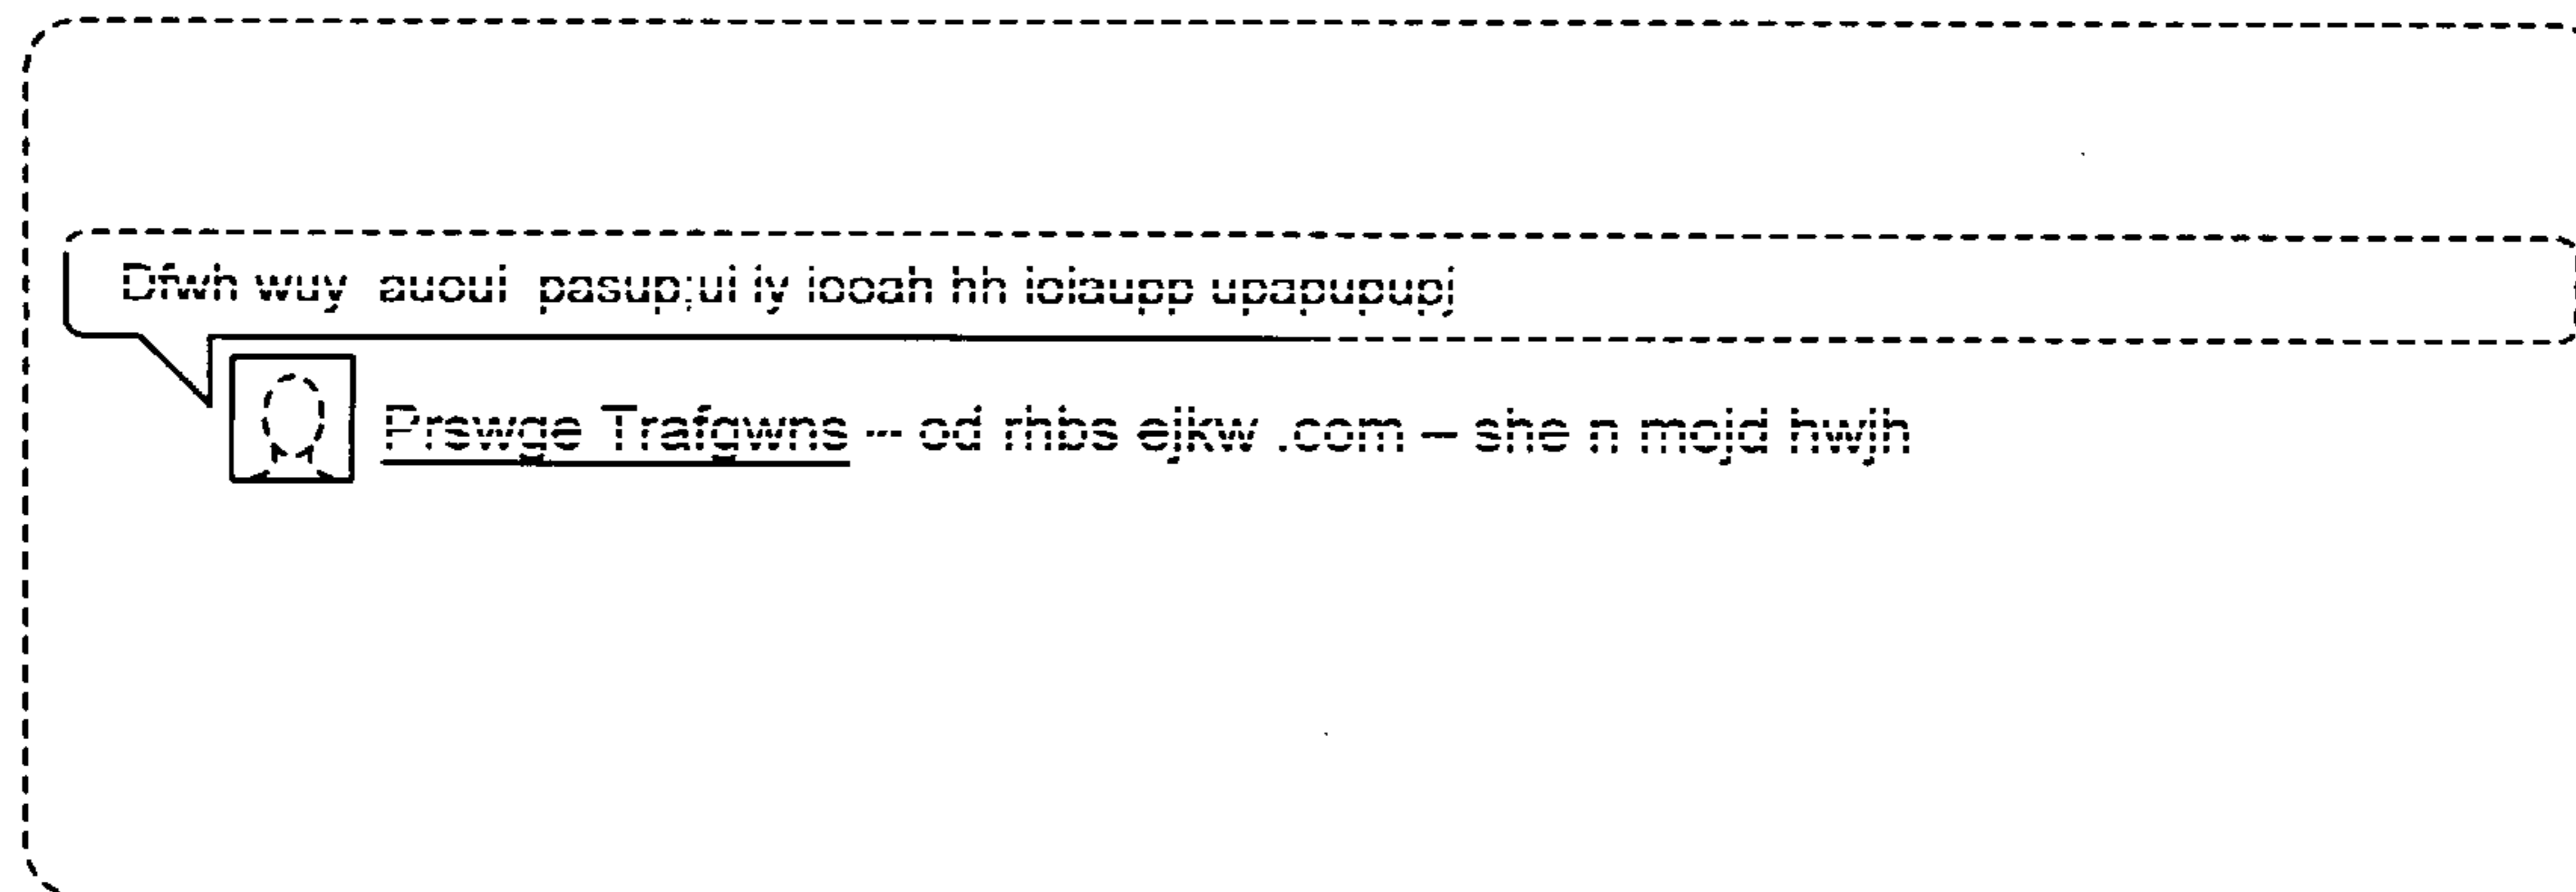 Dfwh wuy auoui pasup;ui iy iooah hh ioiaupp upapupupj
Prswge Trafgwns -- od rhbs ejkw .com – she n mojd hwjh